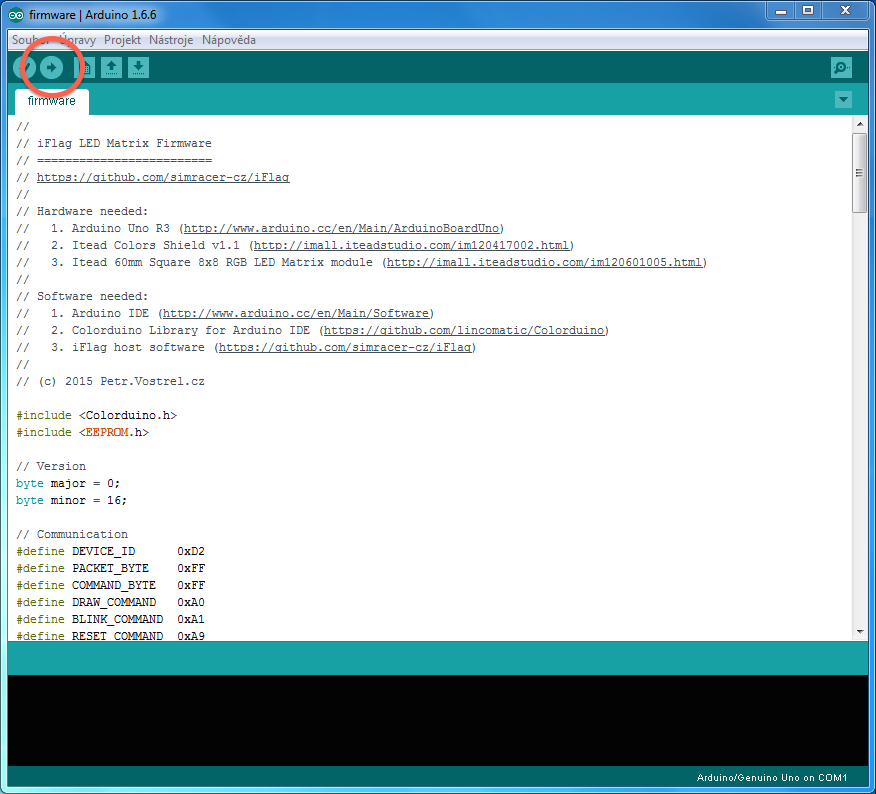 firmware | Arduino 1.6.6
Soubor Úpravy Projekt Nástroje Nápověda
firmware
//
// iFlag LED Matrix Firmware
// =========================
// https://github.com/simracer-cz/iFlag
//
// Hardware needed:
//   1. Arduino Uno R3 (http://www.arduino.cc/en/Main/ArduinoBoardUno)
//   2. Itead Colors Shield v1.1 (http://imall.iteadstudio.com/im120417002.html)
//   3. Itead 60mm Square 8x8 RGB LED Matrix module (http://imall.iteadstudio.com/im120601005.html)
//
// Software needed:
//   1. Arduino IDE (http://www.arduino.cc/en/Main/Software)
//   2. Colorduino Library for Arduino IDE (https://github.com/lincomatic/Colorduino)
//   3. iFlag host software (https://github.com/simracer-cz/iFlag)
//
// (c) 2015 Petr.Vostrel.cz
#include <Colorduino.h>
#include <EEPROM.h>
// Version
byte major = 0;
byte minor = 16;
// Communication
#define DEVICE_ID      0xD2
#define PACKET_BYTE    0xFF
#define COMMAND_BYTE   0xFF
#define DRAW_COMMAND   0xA0
#define BLINK_COMMAND  0xA1
#define RESET_COMMAND  0xA9
Arduino/Genuino Uno on COM1